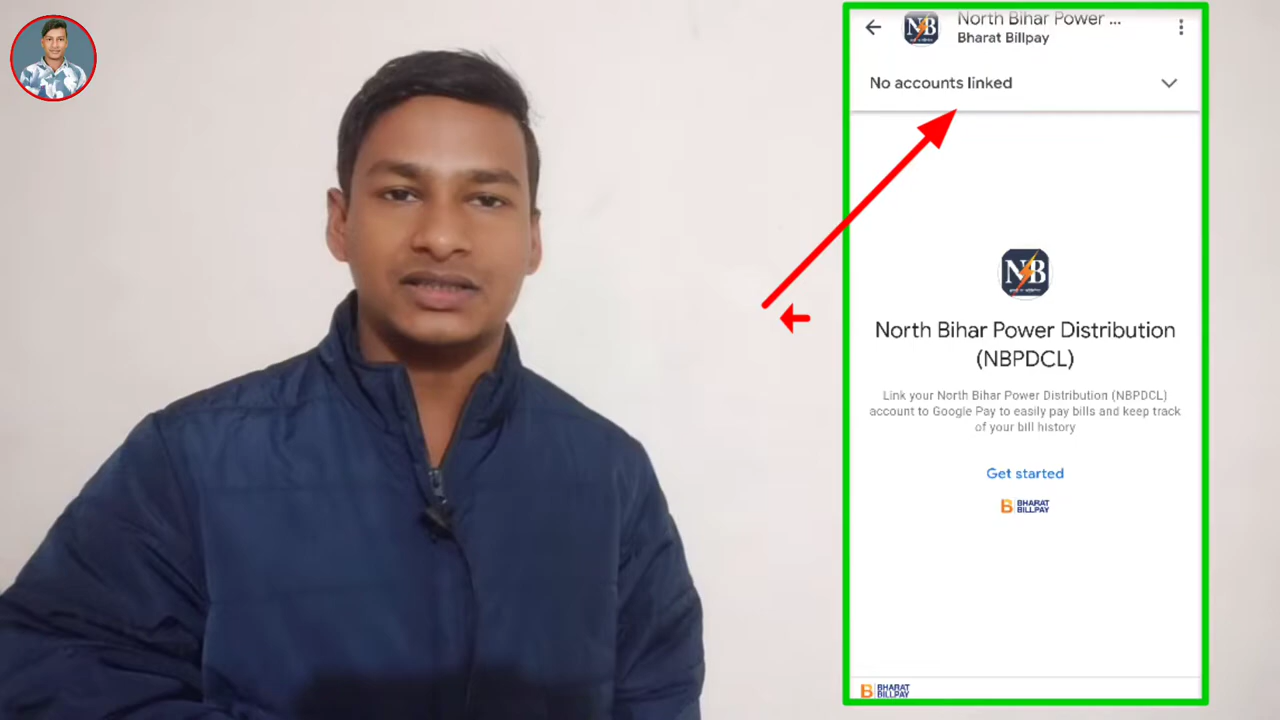 North Bihar Power ...
Bharat Billpay
No accounts linked
NB
North Bihar Power Distribution
(NBPDCL)
Link your North Bihar Power Distribution (NBPDCL)
account to Google Pay to easily pay bills and keep track
of your bill history
Get started
BHARAT
BILLPAY
BHARAT
BILLPAY